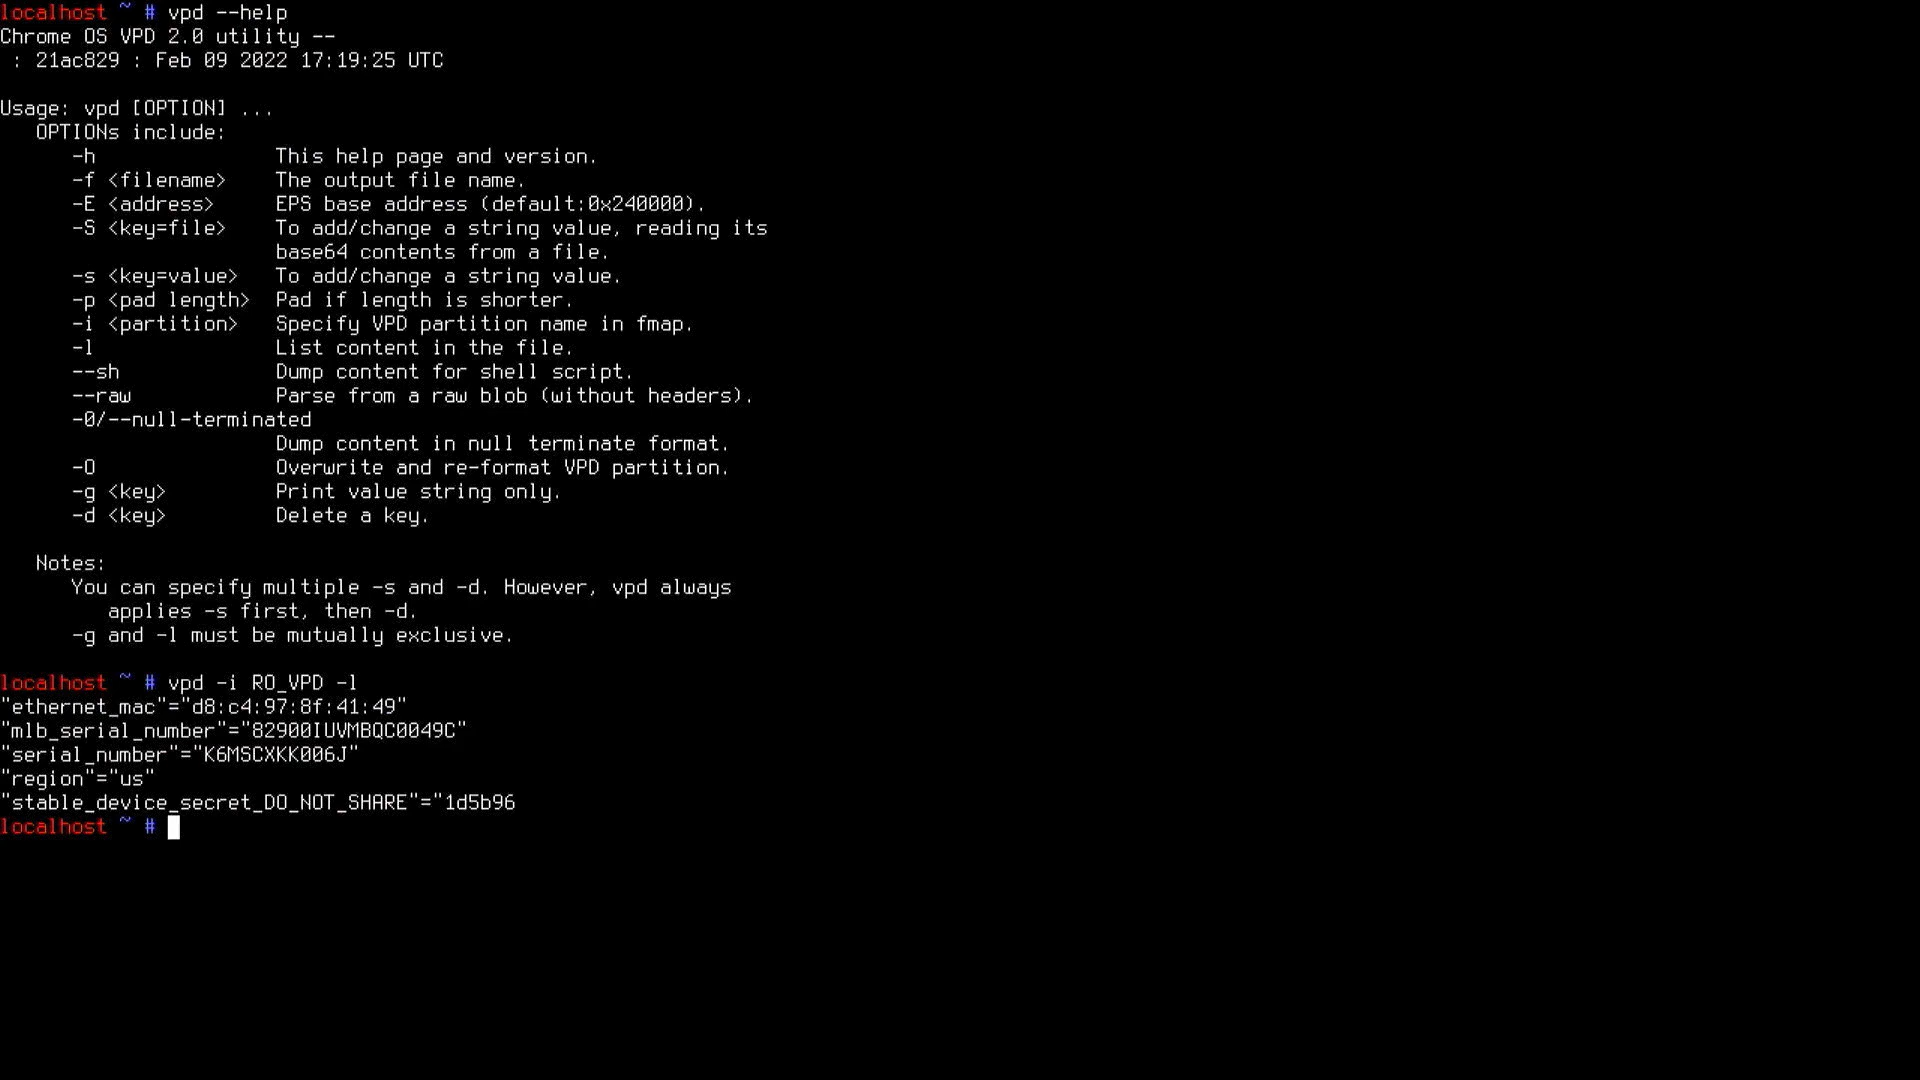 localhost ~ # vpd --help
Chrome OS VPD 2.0 utility --
 : 21ac829 : Feb 09 2022 17:19:25 UTC

Usage: vpd [OPTION] ...
   OPTIONs include:
      -h               This help page and version.
      -f <filename>    The output file name.
      -E <address>     EPS base address (default:0x240000).
      -S <key=file>    To add/change a string value, reading its
                       base64 contents from a file.
      -s <key=value>   To add/change a string value.
      -p <pad length>  Pad if length is shorter.
      -i <partition>   Specify VPD partition name in fmap.
      -l               List content in the file.
      --sh             Dump content for shell script.
      --raw            Parse from a raw blob (without headers).
      -0/--null-terminated
                       Dump content in null terminate format.
      -O               Overwrite and re-format VPD partition.
      -g <key>         Print value string only.
      -d <key>         Delete a key.

   Notes:
      You can specify multiple -s and -d. However, vpd always
         applies -s first, then -d.
      -g and -l must be mutually exclusive.

localhost ~ # vpd -i RO_VPD -l
"ethernet_mac"="d8:c4:97:8f:41:49"
"mlb_serial_number"="82900IUVMBQC0049C"
"serial_number"="K6MSCXKK006J"
"region"="us"
"stable_device_secret_DO_NOT_SHARE"="1d5b96
localhost ~ #